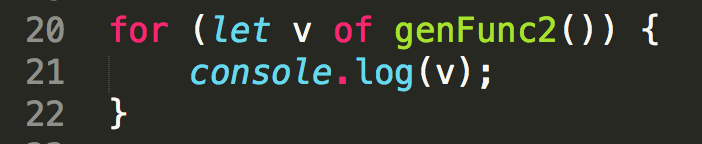 20 for (let v of genFunc2()) {
21     console.log(v);
22 }